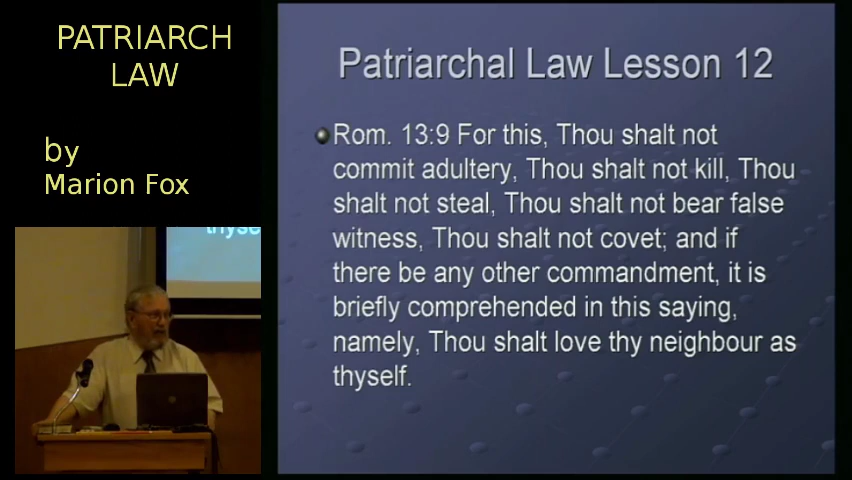 PATRIARCH
LAW
by
Marion Fox
thyse
Patriarchal Law Lesson 12
Rom. 13:9 For this, Thou shalt not
commit adultery, Thou shalt not kill, Thou
shalt not steal, Thou shalt not bear false
witness, Thou shalt not covet; and if
there be any other commandment, it is
briefly comprehended in this saying,
namely, Thou shalt love thy neighbour as
thyself.